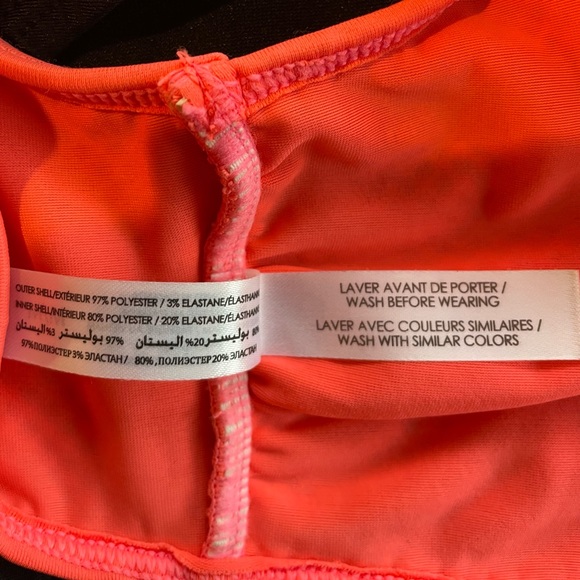 OUTER SHELL/EXTÉRIEUR 97% POLYESTER / 3% ELASTANE/ÉLASTHANNE
INNER SHELL/INTÉRIEUR 80% POLYESTER / 20% ELASTANE/ÉLASTHANNE
97% بوليستر 3% اليستان
80% بوليستر 20% اليستان
97%ПОЛИЭСТЕР 3% ЭЛАСТАН / 80%, ПОЛИЭСТЕР 20% ЭЛАСТАН
LAVER AVANT DE PORTER /
WASH BEFORE WEARING
LAVER AVEC COULEURS SIMILAIRES /
WASH WITH SIMILAR COLORS